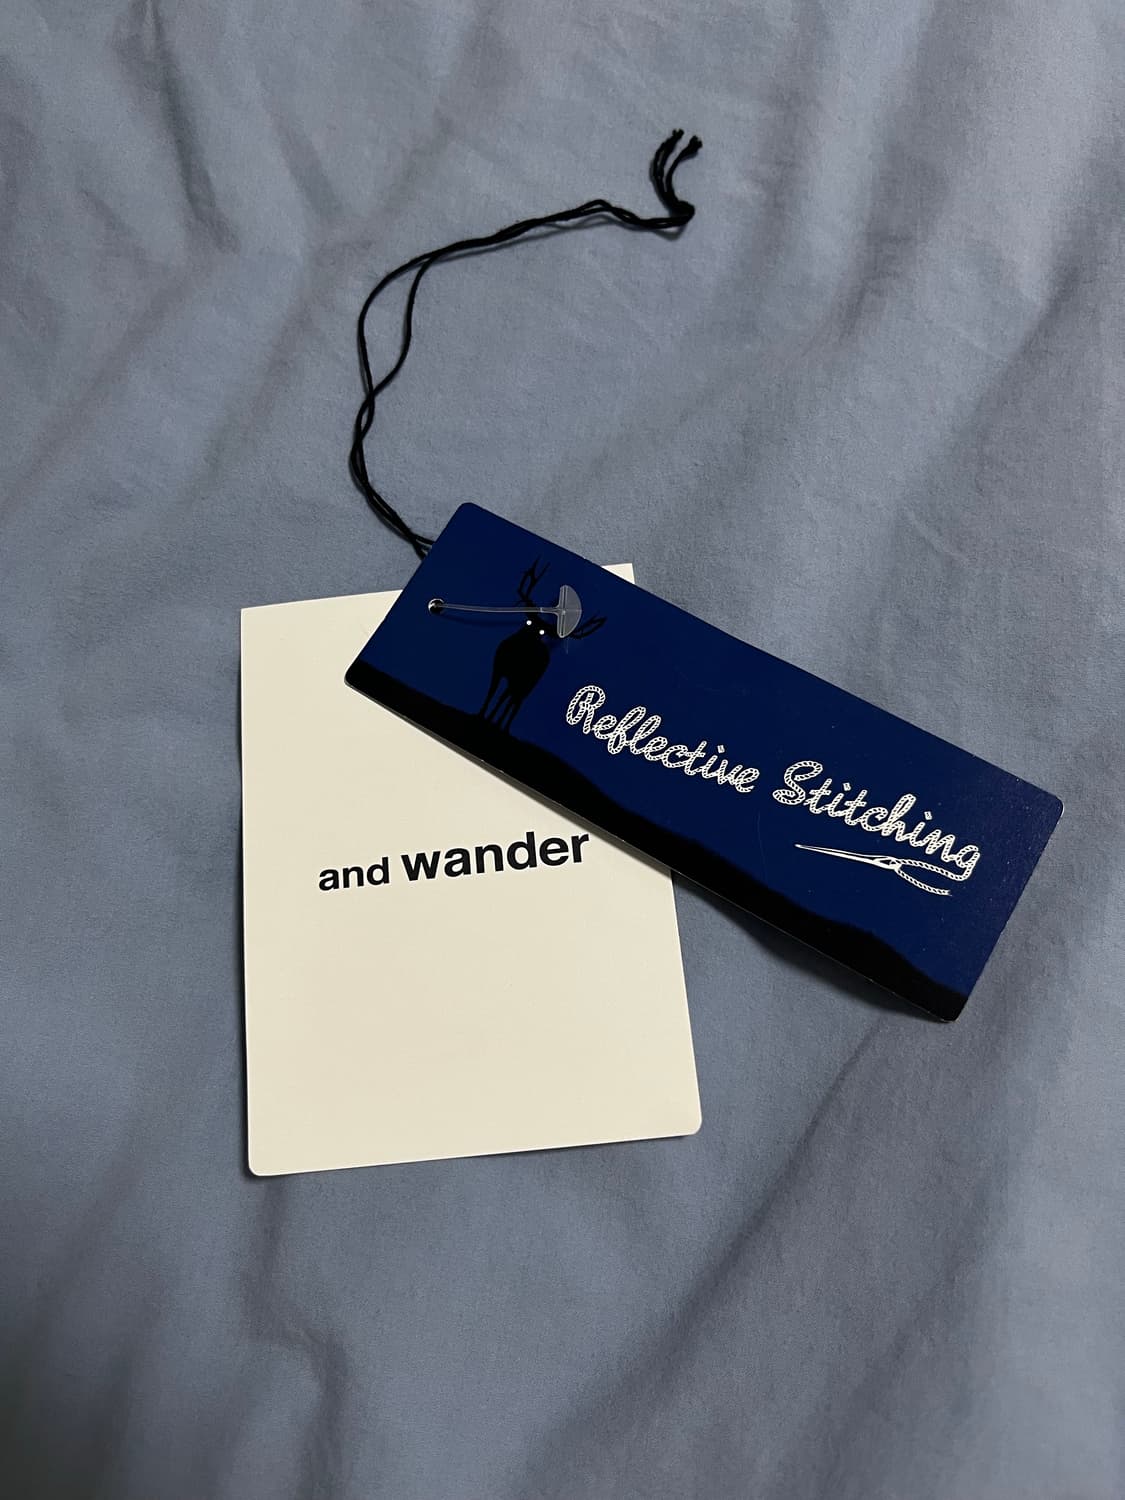 Reflective Stitching
and wander